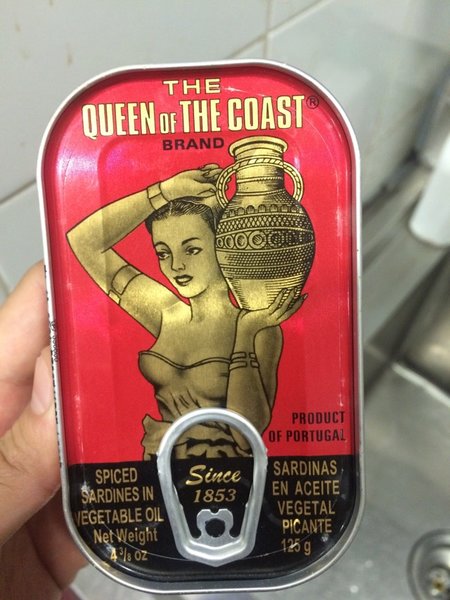 THE
QUEEN OF THE COAST®
BRAND
PRODUCT
OF PORTUGAL
SPICED
SARDINES IN
VEGETABLE OIL
Net Weight
4 3/8 oz
Since
1853
SARDINAS
EN ACEITE
VEGETAL
PICANTE
125 g